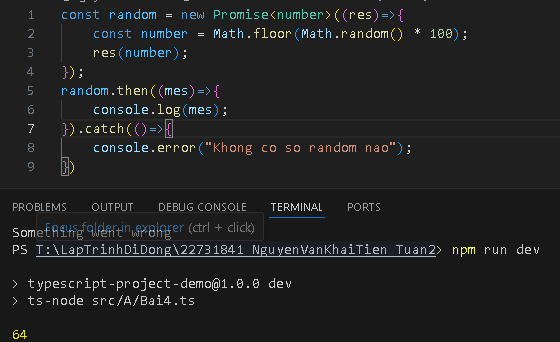 1 const random = new Promise<number>((res)=>{
2     const number = Math.floor(Math.random() * 100);
3     res(number);
4 });
5 random.then((mes)=>{
6     console.log(mes);
7 }).catch(()=>{
8     console.error("Khong co so random nao");
9 })
PROBLEMS OUTPUT DEBUG CONSOLE TERMINAL PORTS
Focus folder in explorer (ctrl + click)
Something went wrong
PS T:\LapTrinhDiDong\22731841_NguyenVanKhaiTien_Tuan2> npm run dev
> typescript-project-demo@1.0.0 dev
> ts-node src/A/Bai4.ts
64